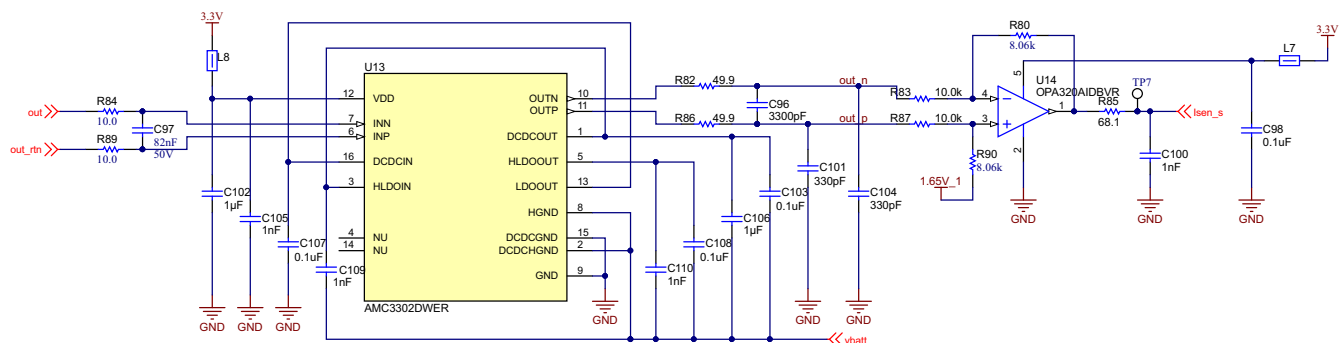 3.3V
L8
U13
R80
8.06k
3.3V
L7
out
R84
10.0
C97
82nF
50V
out_rtn
R89
10.0
12 VDD
7 INN
6 INP
16 DCDCIN
3 HLDOIN
4 NU
14 NU
OUTN 10
OUTP 11
DCDCOUT 1
HLDOOUT 5
LDOOUT 13
HGND 8
DCDCGND 15
DCDCHGND 2
GND 9
AMC3302DWER
R82 49.9
R86 49.9
C96
3300pF
out_n
out_p
R83 10.0k
R87 10.0k
R90
8.06k
1.65V_1
U14
OPA320AIDBVR
5
4
3
1
2
R85
68.1
TP7
Isen_s
C100
1nF
C98
0.1uF
C102
1µF
C105
1nF
C107
0.1uF
C109
1nF
C110
1nF
C108
0.1uF
C106
1µF
C103
0.1uF
C101
330pF
C104
330pF
GND
GND
GND
GND
GND
GND
GND
GND
GND
vbatt